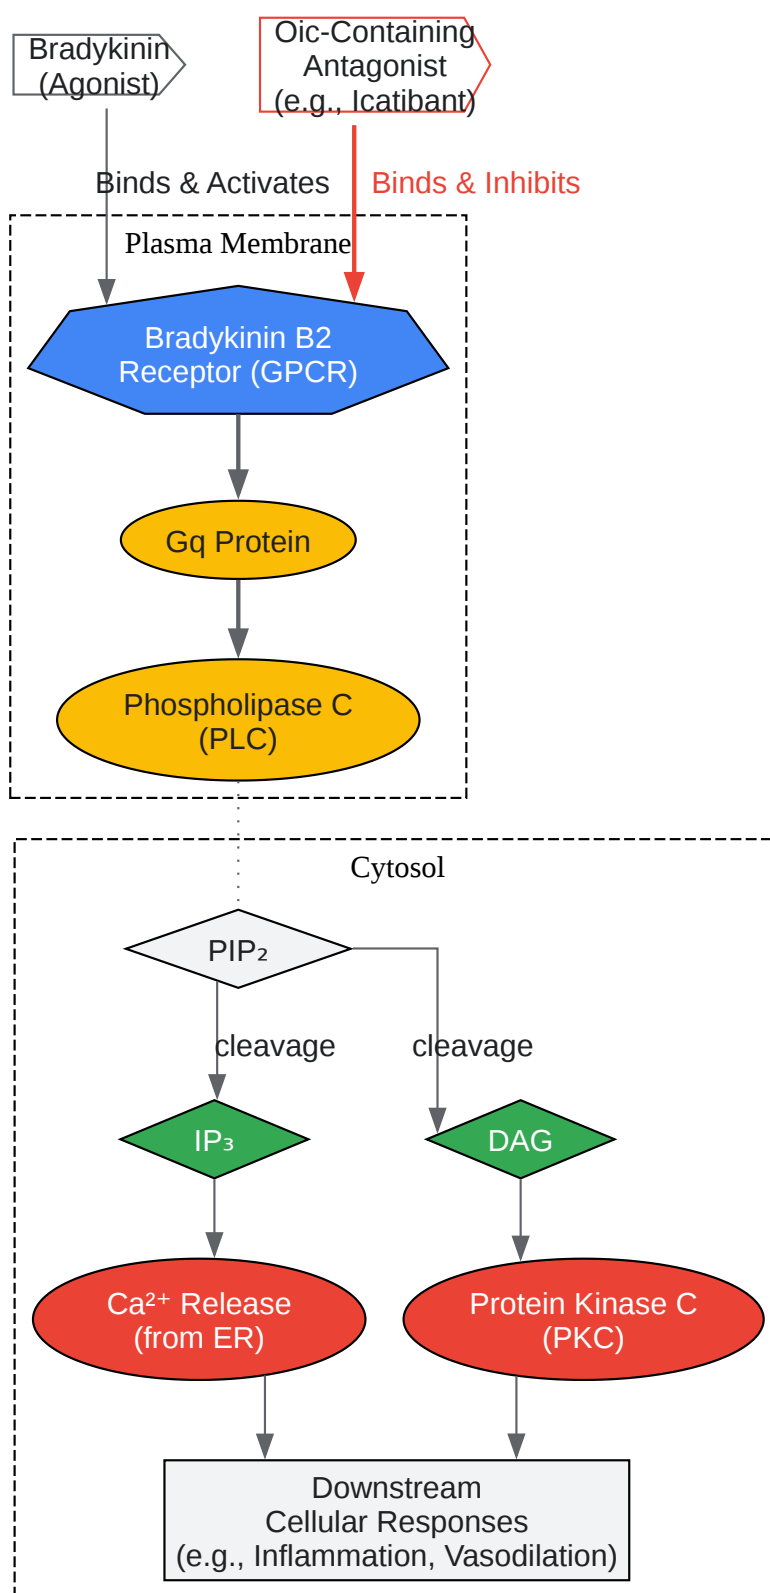 Bradykinin
(Agonist)
Oic-Containing
Antagonist
(e.g., Icatibant)
Binds & Activates
Binds & Inhibits
Plasma Membrane
Bradykinin B2
Receptor (GPCR)
Gq Protein
Phospholipase C
(PLC)
Cytosol
PIP₂
cleavage
cleavage
IP₃
DAG
Ca²⁺ Release
(from ER)
Protein Kinase C
(PKC)
Downstream
Cellular Responses
(e.g., Inflammation, Vasodilation)